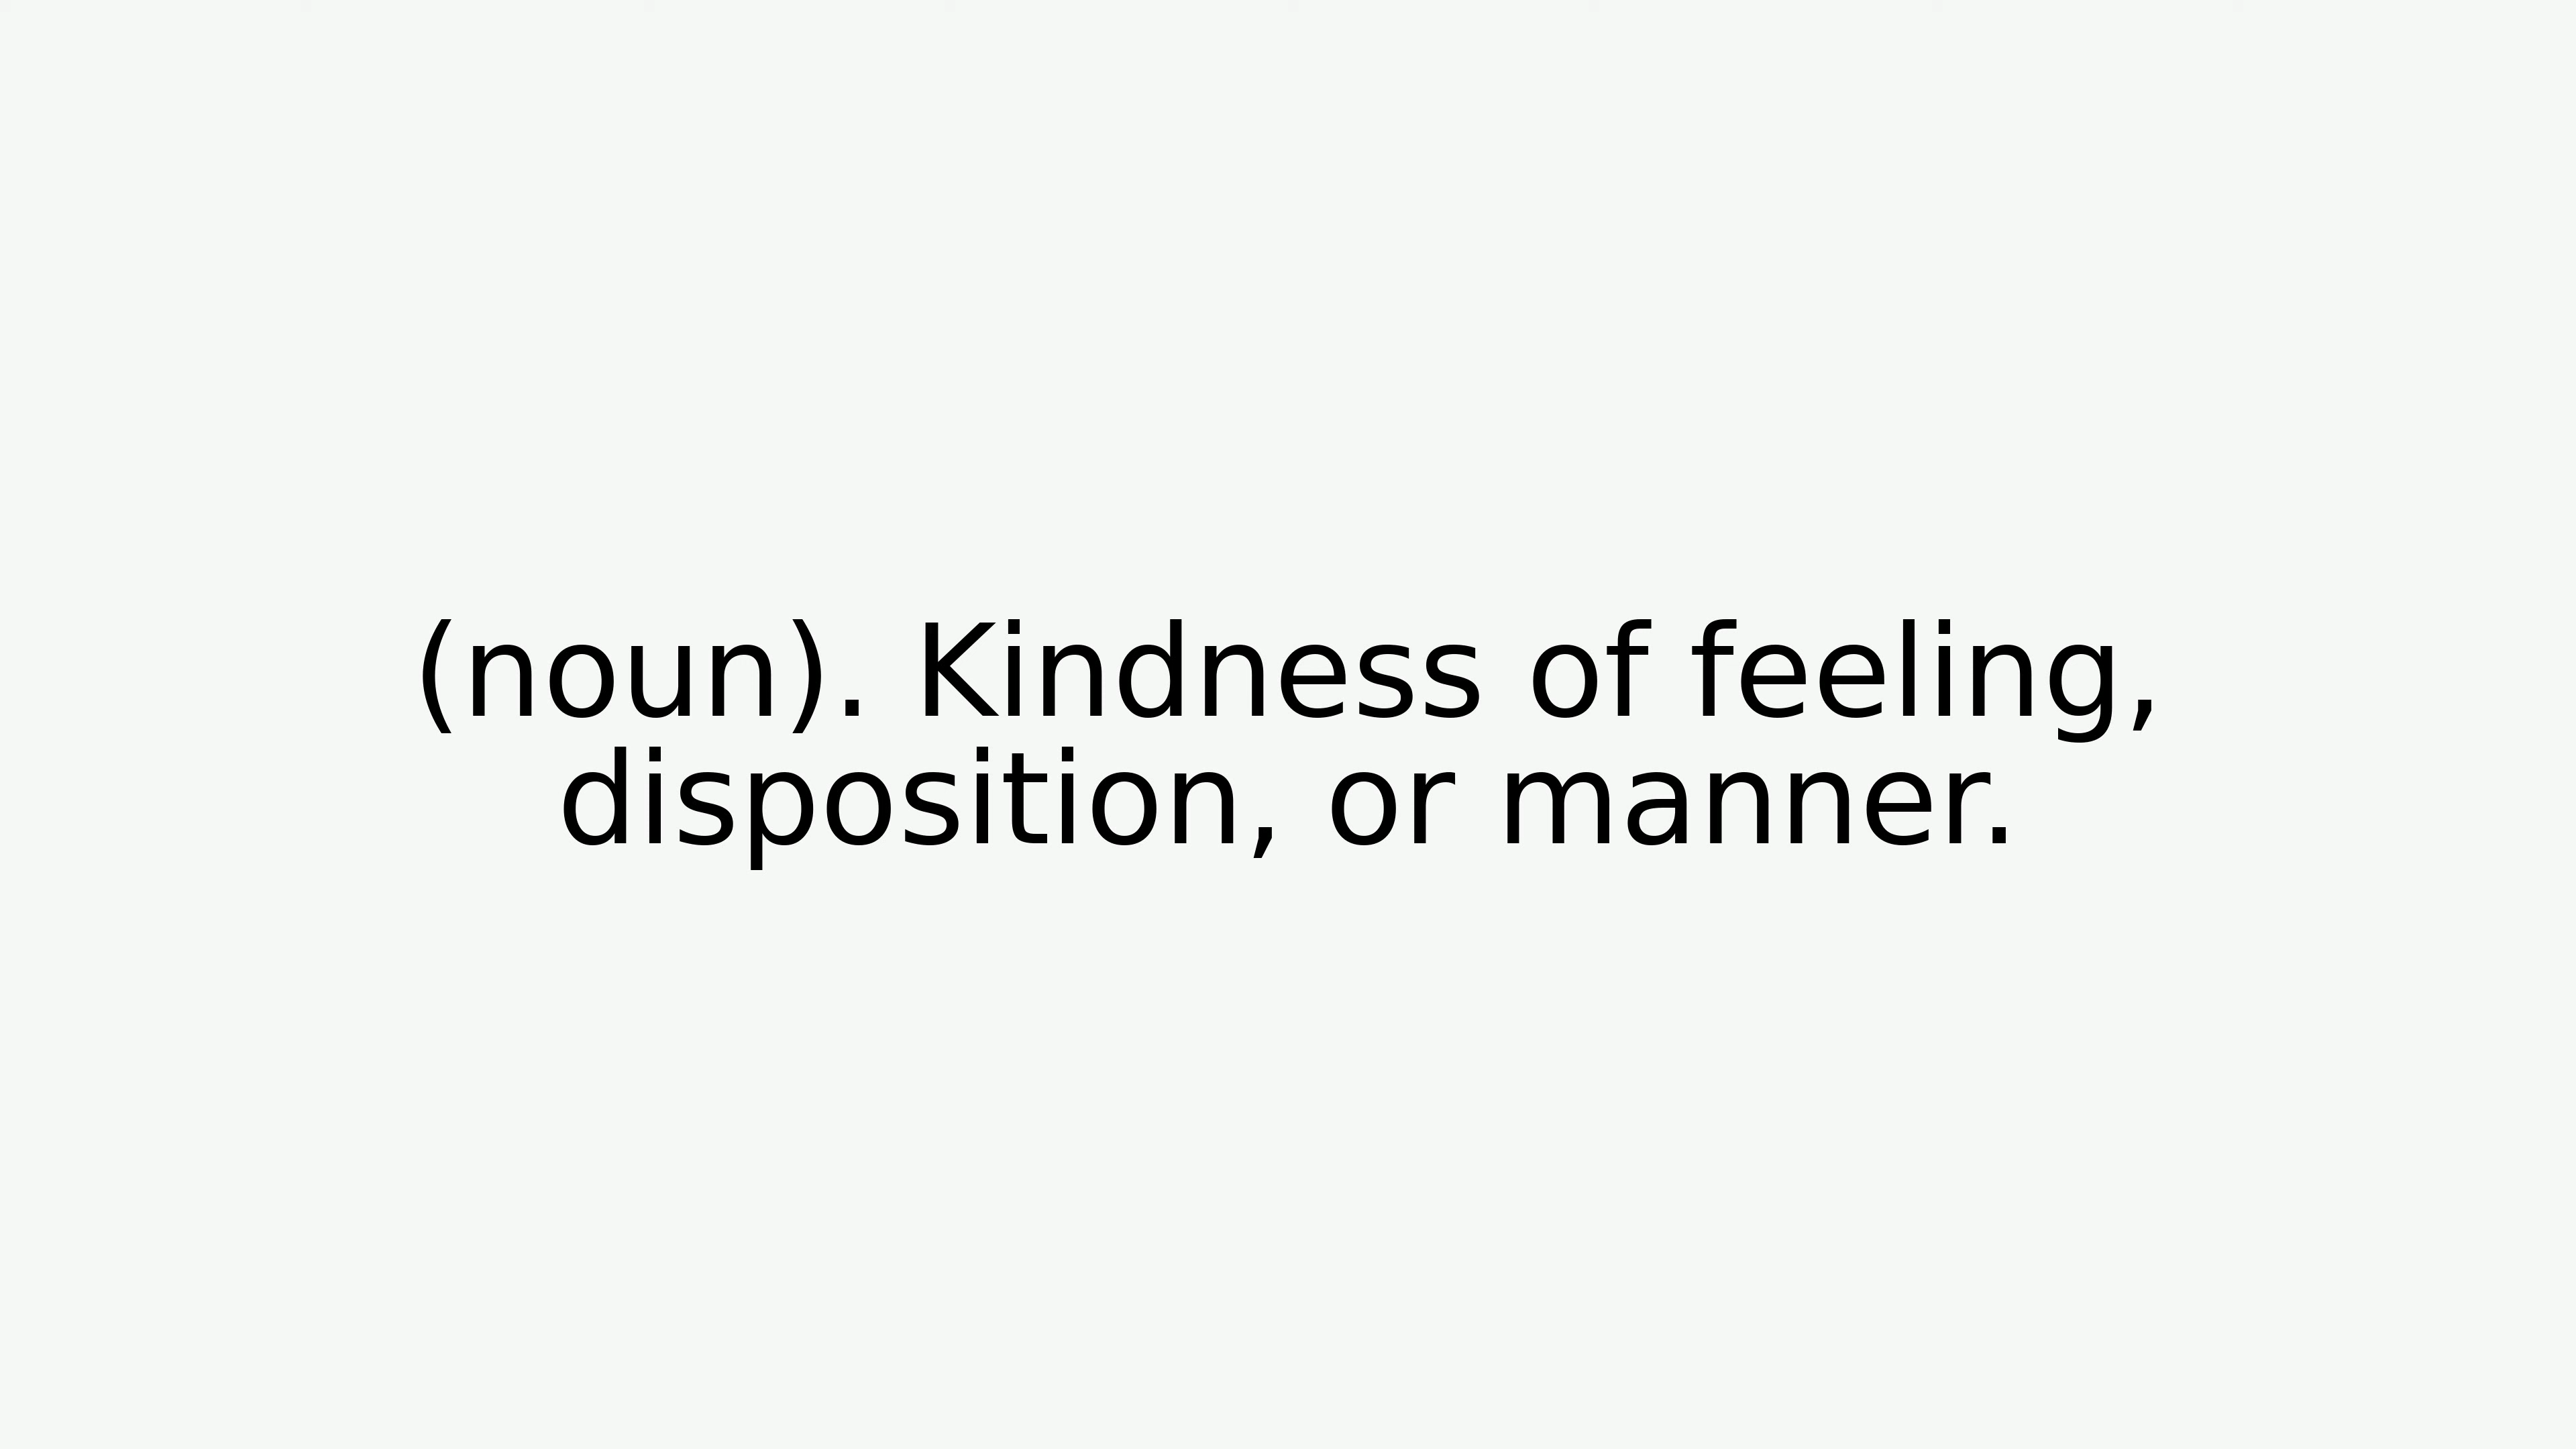 (noun). Kindness of feeling,
disposition, or manner.